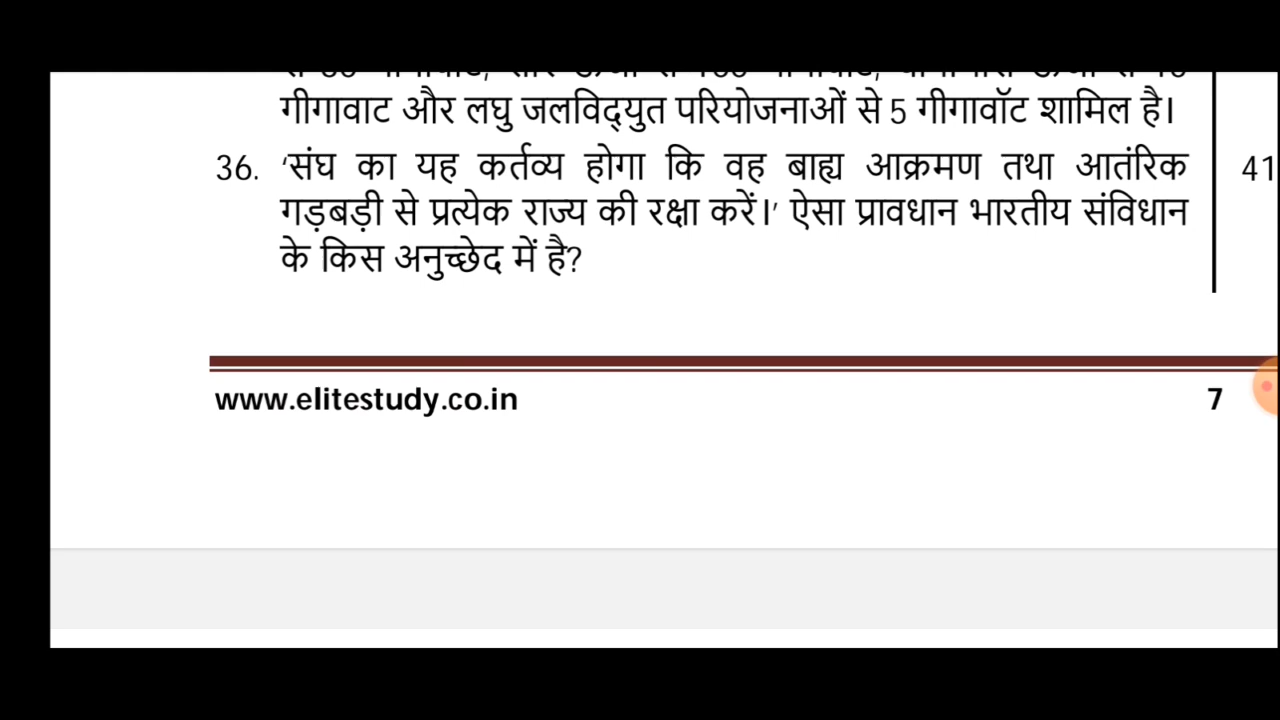 गीगावाट और लघु जलविद्युत परियोजनाओं से 5 गीगावॉट शामिल है।
36. ‘संघ का यह कर्तव्य होगा कि वह बाह्य आक्रमण तथा आतंरिक
गड़बड़ी से प्रत्येक राज्य की रक्षा करें।’ ऐसा प्रावधान भारतीय संविधान
के किस अनुच्छेद में है?
41
www.elitestudy.co.in
7